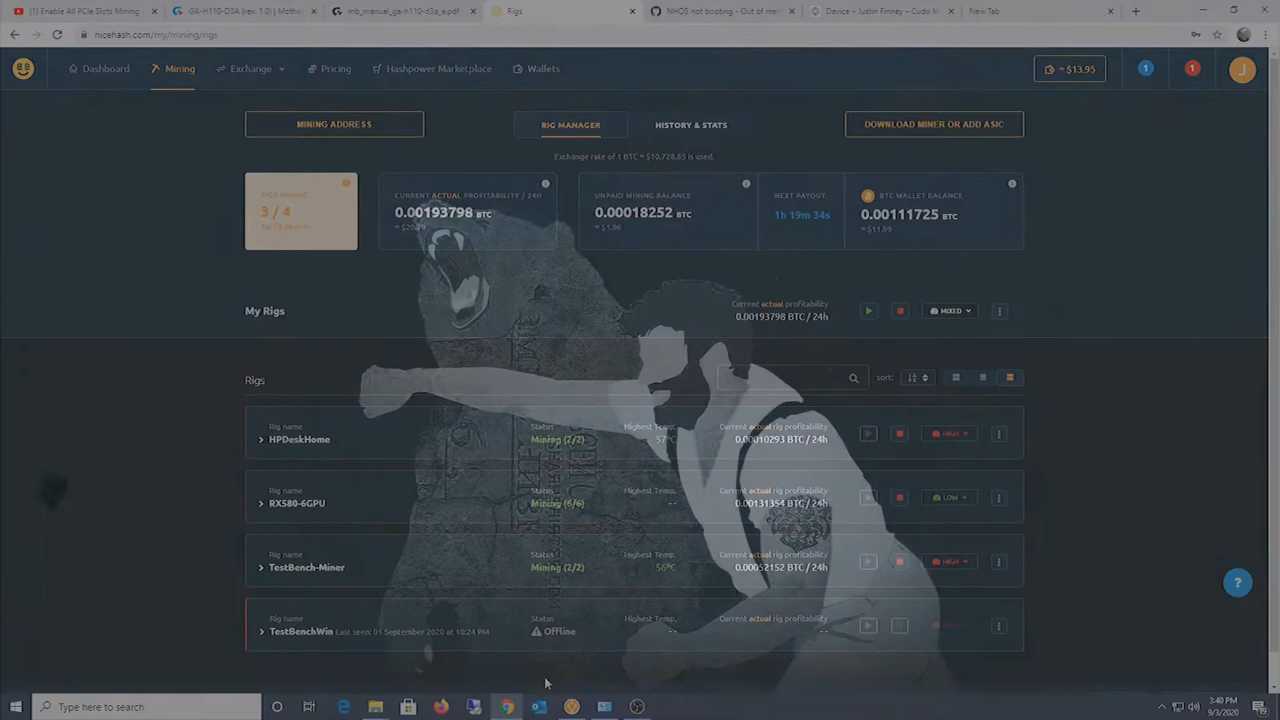 (1) Enable All PCIe Slots Mining
GA-H110-D3A (rev. 1.0) | Mothe
mb_manual_ga-h110-d3a_e.pdf
Rigs
NHOS not booting - Out of me
Device – Justin Finney – Cudo M
New Tab
nicehash.com/my/mining/rigs
Dashboard
Mining
Exchange
Pricing
Hashpower Marketplace
Wallets
≈ $13.95
1
1
J
MINING ADDRESS
RIG MANAGER
HISTORY & STATS
DOWNLOAD MINER OR ADD ASIC
Exchange rate of 1 BTC = $10,728.85 is used.
RIGS MINING
3 / 4
CURRENT ACTUAL PROFITABILITY / 24H
0.00193798 BTC
UNPAID MINING BALANCE
0.00018252 BTC
≈ $1.96
NEXT PAYOUT:
1h 19m 34s
BTC WALLET BALANCE
0.00111725 BTC
≈ $11.99
My Rigs
Current actual profitability
0.00193798 BTC / 24h
MIXED
Rigs
sort:
Rig name
HPDeskHome
Status
Mining (2/2)
Highest Temp.
57°C
Current actual rig profitability
0.00010293 BTC / 24h
HIGH
Rig name
RX580-6GPU
Status
Mining (6/6)
Highest Temp.
--
Current actual rig profitability
0.00131354 BTC / 24h
LOW
Rig name
TestBench-Miner
Status
Mining (2/2)
Highest Temp.
56°C
Current actual rig profitability
0.00052152 BTC / 24h
HIGH
Rig name
TestBenchWin Last seen: 01 September 2020 at 10:24 PM
Status
Offline
Highest Temp.
--
Current actual rig profitability
--
?
Type here to search
3:40 PM
9/3/2020